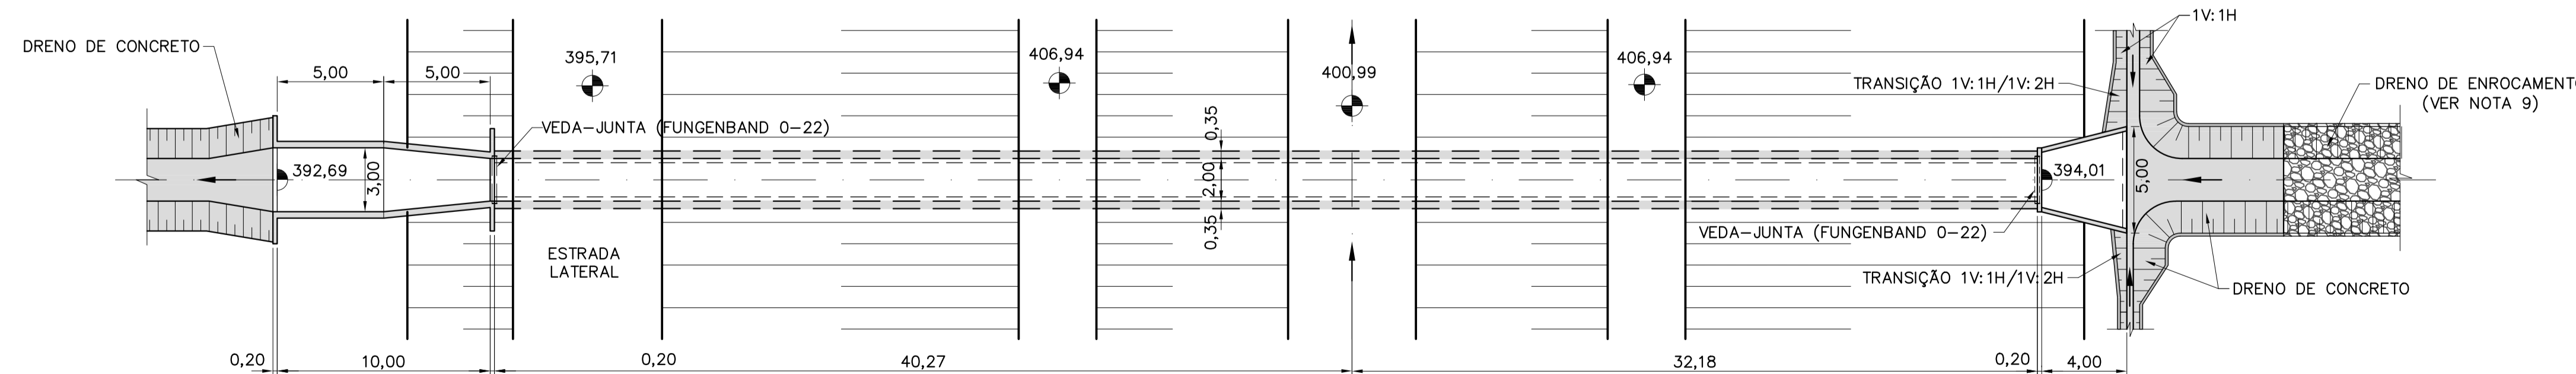 1V:1H
DRENO DE CONCRETO
395,71
406,94
400,99
406,94
5,00
5,00
TRANSIÇÃO 1V:1H/1V:2H
DRENO DE ENROCAMENTO
(VER NOTA 9)
VEDA-JUNTA (FUNGENBAND 0-22)
0,35
392,69
3,00
2,00
394,01
5,00
0,35
VEDA-JUNTA (FUNGENBAND 0-22)
ESTRADA
LATERAL
TRANSIÇÃO 1V:1H/1V:2H
DRENO DE CONCRETO
0,20
10,00
0,20
40,27
32,18
0,20
4,00